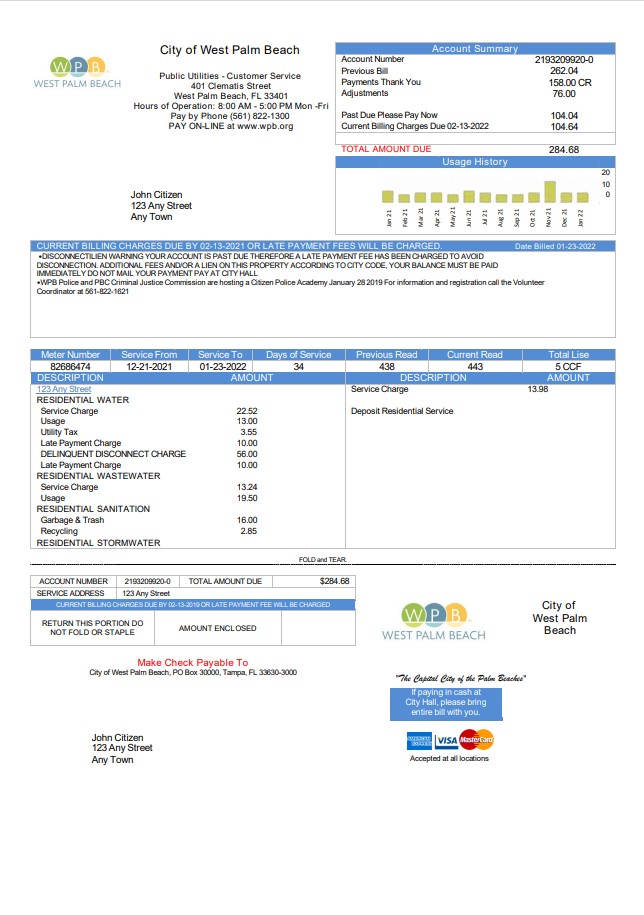 WPB
WEST PALM BEACH
City of West Palm Beach
Public Utilities - Customer Service
401 Clematis Street
West Palm Beach, FL 33401
Hours of Operation: 8:00 AM - 5:00 PM Mon -Fri
Pay by Phone (561) 822-1300
PAY ON-LINE at www.wpb.org
Account Summary
Account Number 2193209920-0
Previous Bill 262.04
Payments Thank You 158.00 CR
Adjustments 76.00
Past Due Please Pay Now 104.04
Current Billing Charges Due 02-13-2022 104.64
TOTAL AMOUNT DUE 284.68
Usage History
20
10
0
Jan 21 Feb 21 Mar 21 Apr 21 May21 Jun 21 Jul 21 Aug 21 Sep 21 Oct 21 Nov 21 Dec 21 Jan 22
John Citizen
123 Any Street
Any Town
CURRENT BILLING CHARGES DUE BY 02-13-2021 OR LATE PAYMENT FEES WILL BE CHARGED. Date Billed 01-23-2022
•DISCONNECTILIEN WARNING YOUR ACCOUNT IS PAST DUE THEREFORE A LATE PAYMENT FEE HAS BEEN CHARGED TO AVOID
DISCONNECTION. ADDITIONAL FEES AND/OR A LIEN ON THIS PROPERTY ACCORDING TO CITY CODE, YOUR BALANCE MUST BE PAID
IMMEDIATELY DO NOT MAIL YOUR PAYMENT PAY AT CITY HALL
•WPB Police and PBC Criminal Justice Commission are hosting a Citizen Police Academy January 28 2019 For information and registration call the Volunteer
Coordinator at 561-822-1621
Meter Number Service From Service To Days of Service Previous Read Current Read Total Lise
82686474 12-21-2021 01-23-2022 34 438 443 5 CCF
DESCRIPTION AMOUNT DESCRIPTION AMOUNT
123 Any Street
RESIDENTIAL WATER
Service Charge 22.52
Usage 13.00
Utility Tax 3.55
Late Payment Charge 10.00
DELINQUENT DISCONNECT CHARGE 56.00
Late Payment Charge 10.00
RESIDENTIAL WASTEWATER
Service Charge 13.24
Usage 19.50
RESIDENTIAL SANITATION
Garbage & Trash 16.00
Recycling 2.85
RESIDENTIAL STORMWATER
Service Charge 13.98
Deposit Residential Service
FOLD and TEAR.
ACCOUNT NUMBER 2193209920-0 TOTAL AMOUNT DUE $284.68
SERVICE ADDRESS 123 Any Street
CURRENT BILLING CHARGES DUE BY 02-13-2019 OR LATE PAYMENT FEE WILL BE CHARGED
RETURN THIS PORTION DO
NOT FOLD OR STAPLE
AMOUNT ENCLOSED
Make Check Payable To
City of West Palm Beach, PO Box 30000, Tampa, FL 33630-3000
John Citizen
123 Any Street
Any Town
WPB
WEST PALM BEACH
City of
West Palm
Beach
"The Capital City of the Palm Beaches"
If paying in cash at
City Hall, please bring
entire bill with you.
AMERICAN EXPRESS VISA MasterCard
Accepted at all locations